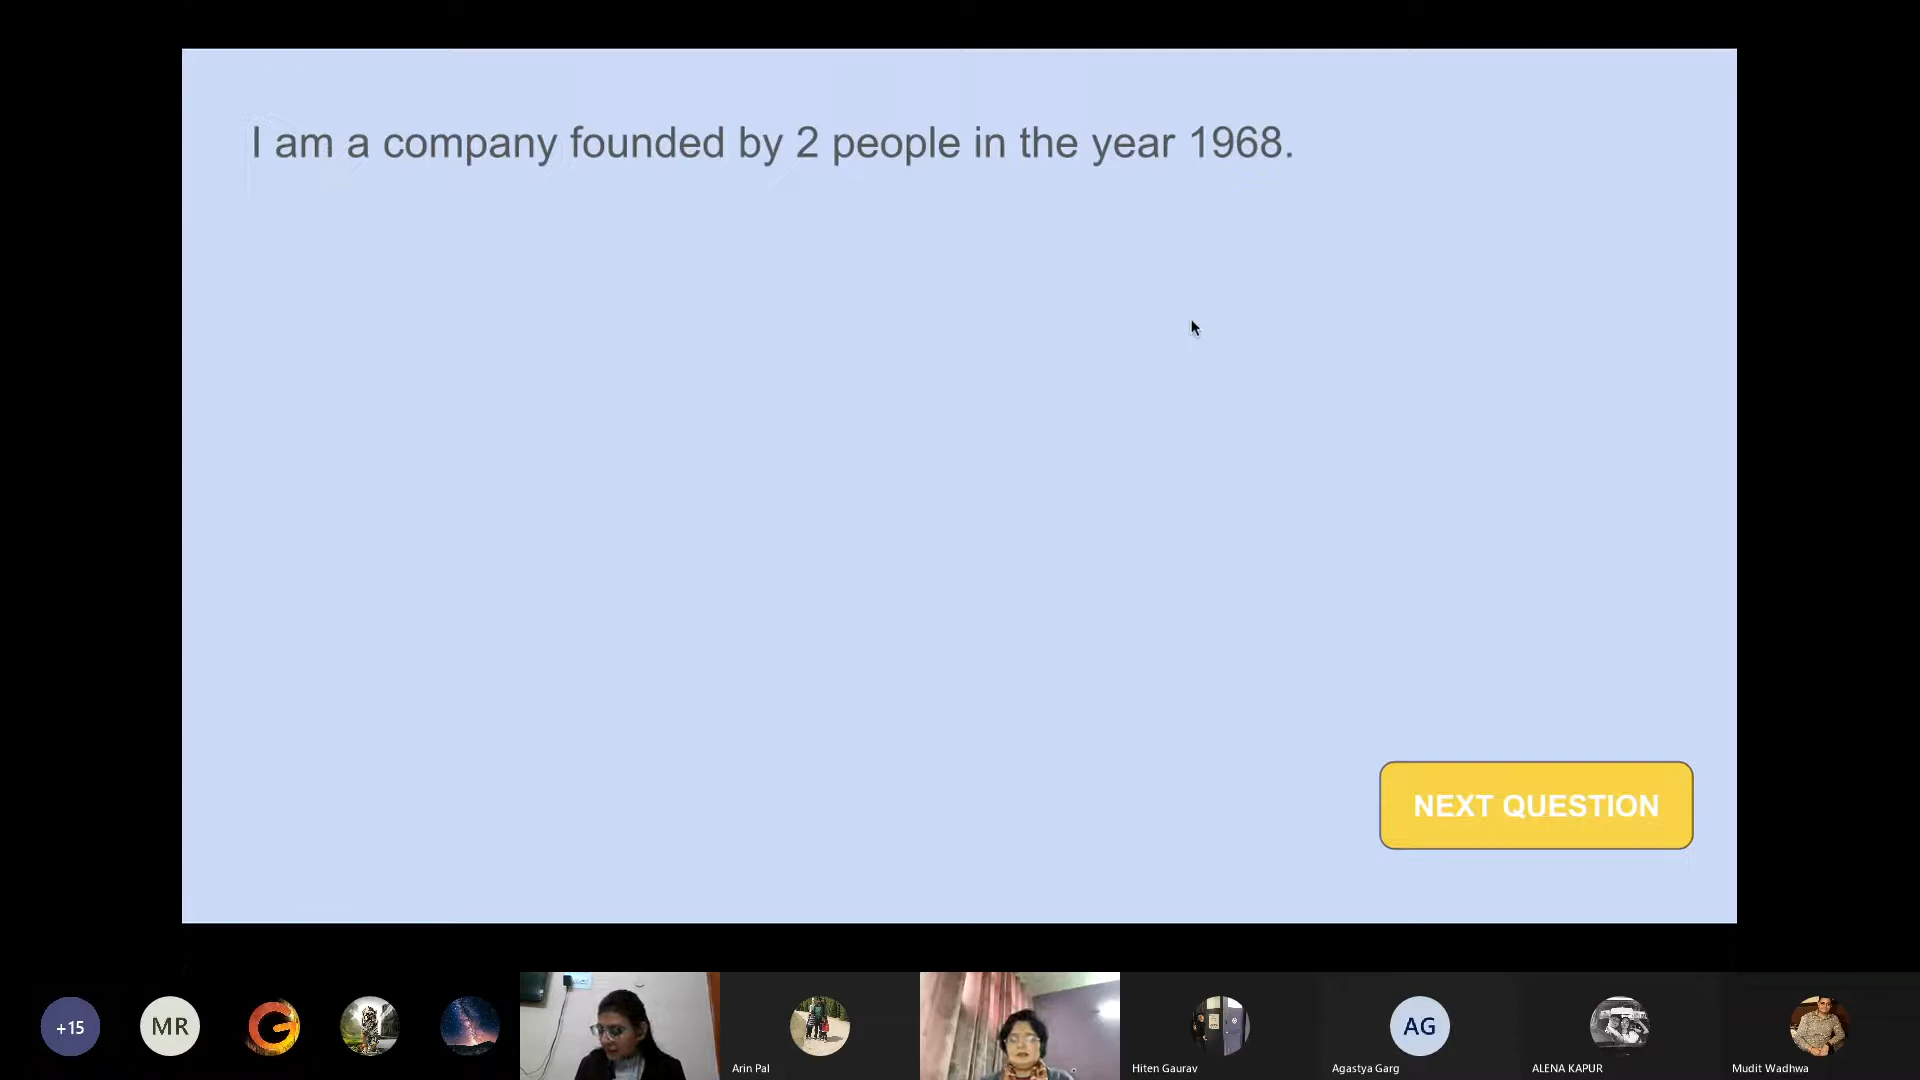 I am a company founded by 2 people in the year 1968.
NEXT QUESTION
+15
MR
AG
Arin Pal
Hiten Gaurav
Agastya Garg
ALENA KAPUR
Mudit Wadhwa